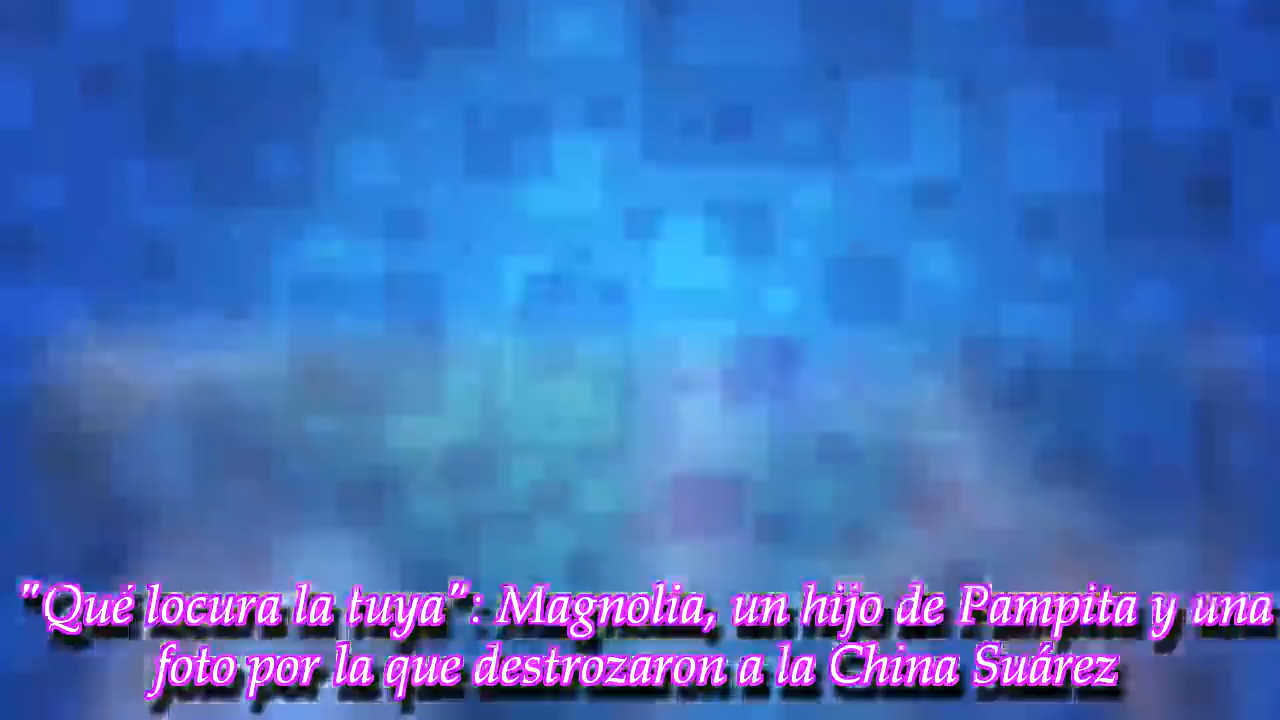 "Qué locura la tuya": Magnolia, un hijo de Pampita y una
foto por la que destrozaron a la China Suárez